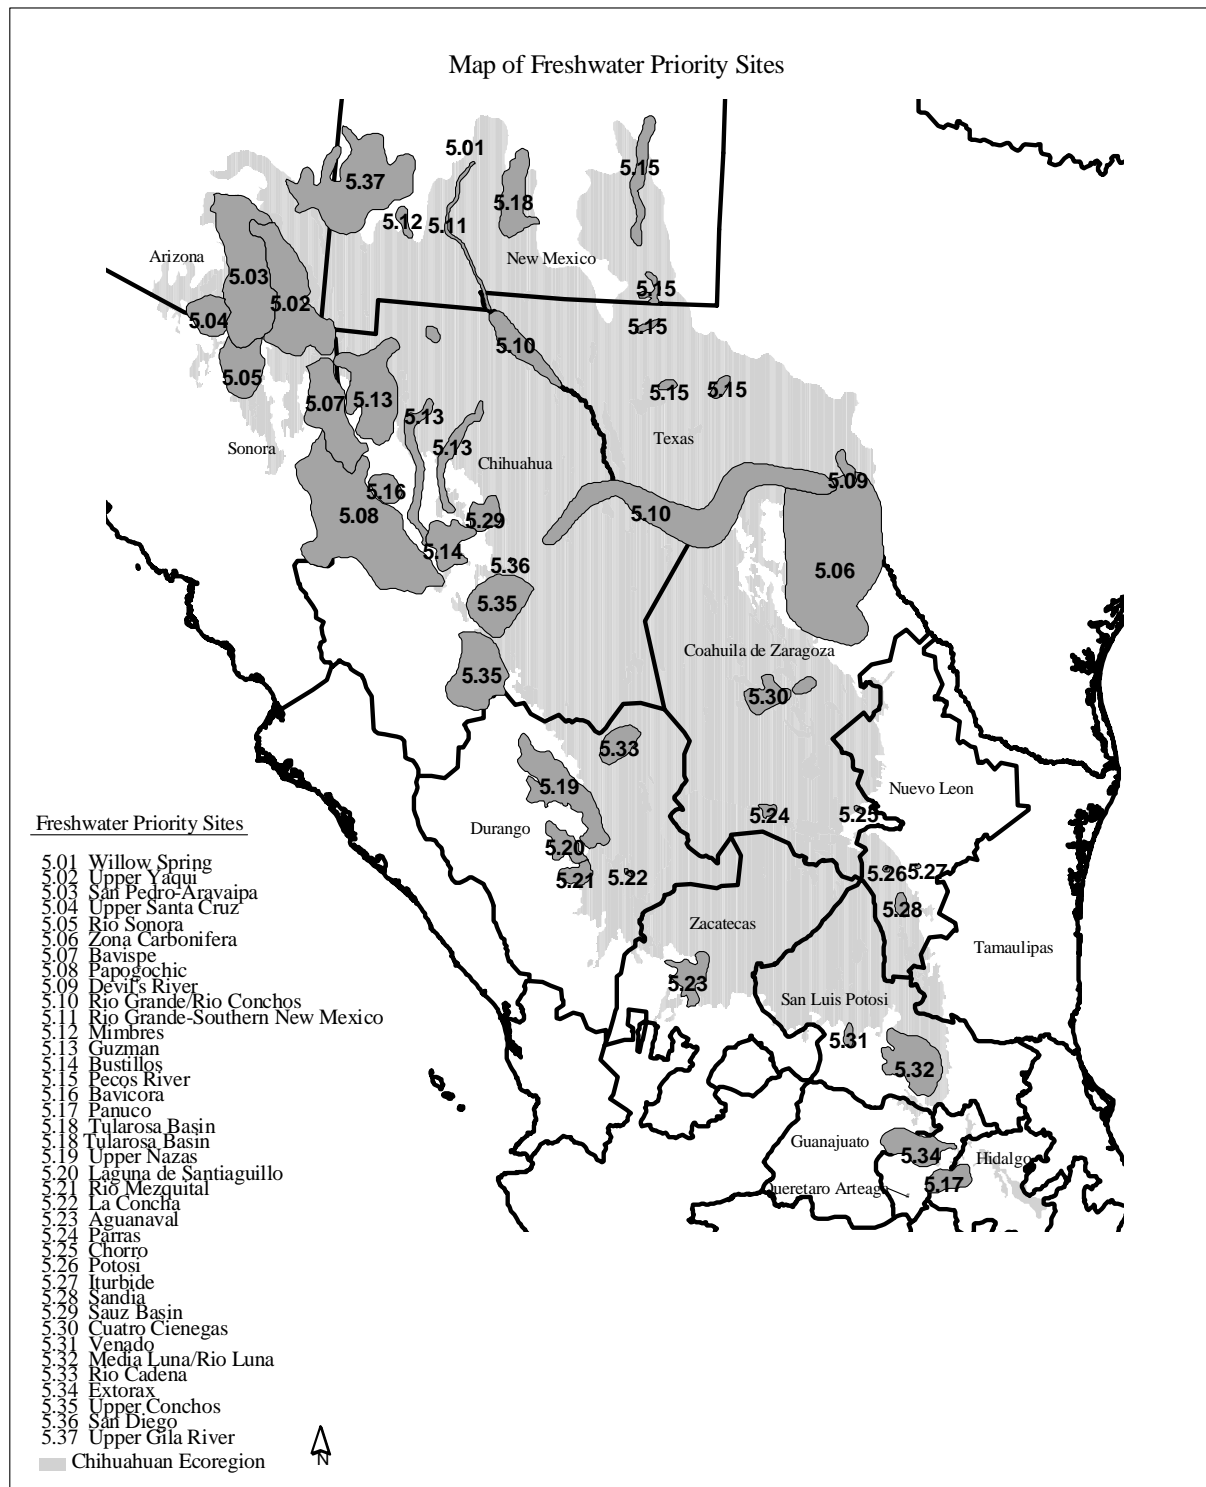 Map of Freshwater Priority Sites
5.01
5.15
5.37
5.18
5.12
5.11
Arizona
New Mexico
5.03
5.15
5.02
5.04
5.15
5.10
5.05
5.15
5.15
5.07
5.13
5.13
Texas
Sonora
5.13
Chihuahua
5.09
5.16
5.08
5.29
5.10
5.14
5.36
5.06
5.35
Coahuila de Zaragoza
5.35
5.30
5.33
5.19
Nuevo Leon
5.24
5.25
Freshwater Priority Sites
Durango
5.20
5.21
5.22
5.26
5.27
5.28
Zacatecas
Tamaulipas
5.23
San Luis Potosi
5.31
5.32
Guanajuato
5.34
Hidalgo
5.17
Queretaro Arteaga
5.01 Willow Spring
5.02 Upper Yaqui
5.03 San Pedro-Aravaipa
5.04 Upper Santa Cruz
5.05 Rio Sonora
5.06 Zona Carbonifera
5.07 Bavispe
5.08 Papogochic
5.09 Devil's River
5.10 Rio Grande/Rio Conchos
5.11 Rio Grande-Southern New Mexico
5.12 Mimbres
5.13 Guzman
5.14 Bustillos
5.15 Pecos River
5.16 Bavicora
5.17 Panuco
5.18 Tularosa Basin
5.18 Tularosa Basin
5.19 Upper Nazas
5.20 Laguna de Santiaguillo
5.21 Rio Mezquital
5.22 La Concha
5.23 Aguanaval
5.24 Parras
5.25 Chorro
5.26 Potosi
5.27 Iturbide
5.28 Sandia
5.29 Sauz Basin
5.30 Cuatro Cienegas
5.31 Venado
5.32 Media Luna/Rio Luna
5.33 Rio Cadena
5.34 Extorax
5.35 Upper Conchos
5.36 San Diego
5.37 Upper Gila River
Chihuahuan Ecoregion
N